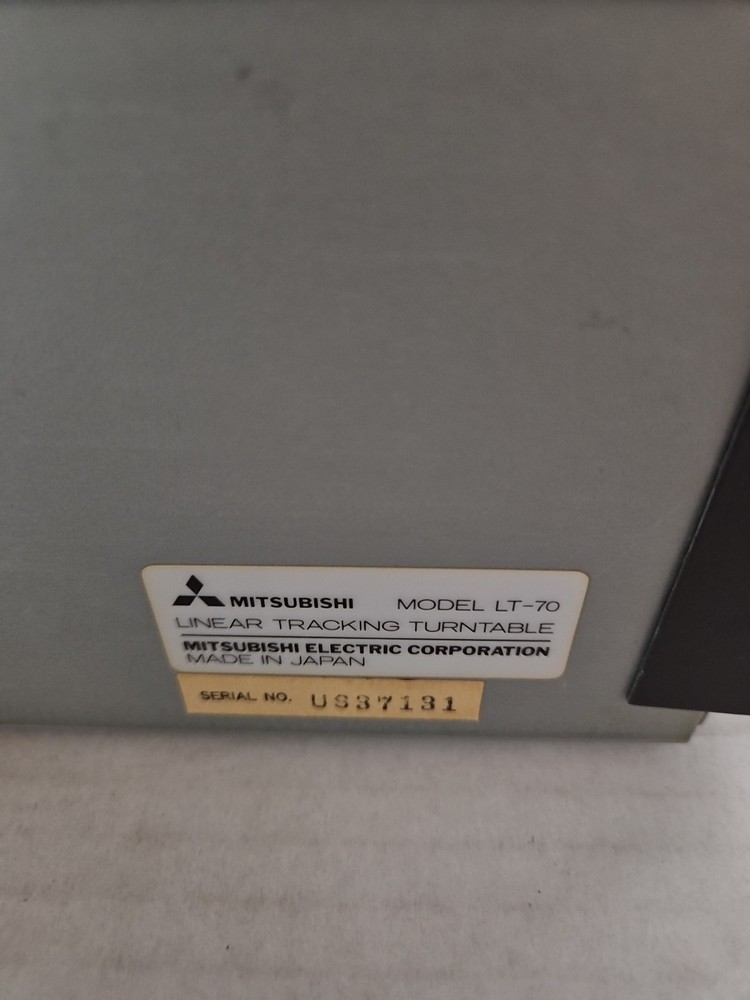 MITSUBISHI MODEL LT-70
LINEAR TRACKING TURNTABLE
MITSUBISHI ELECTRIC CORPORATION
MADE IN JAPAN
SERIAL NO. US37131